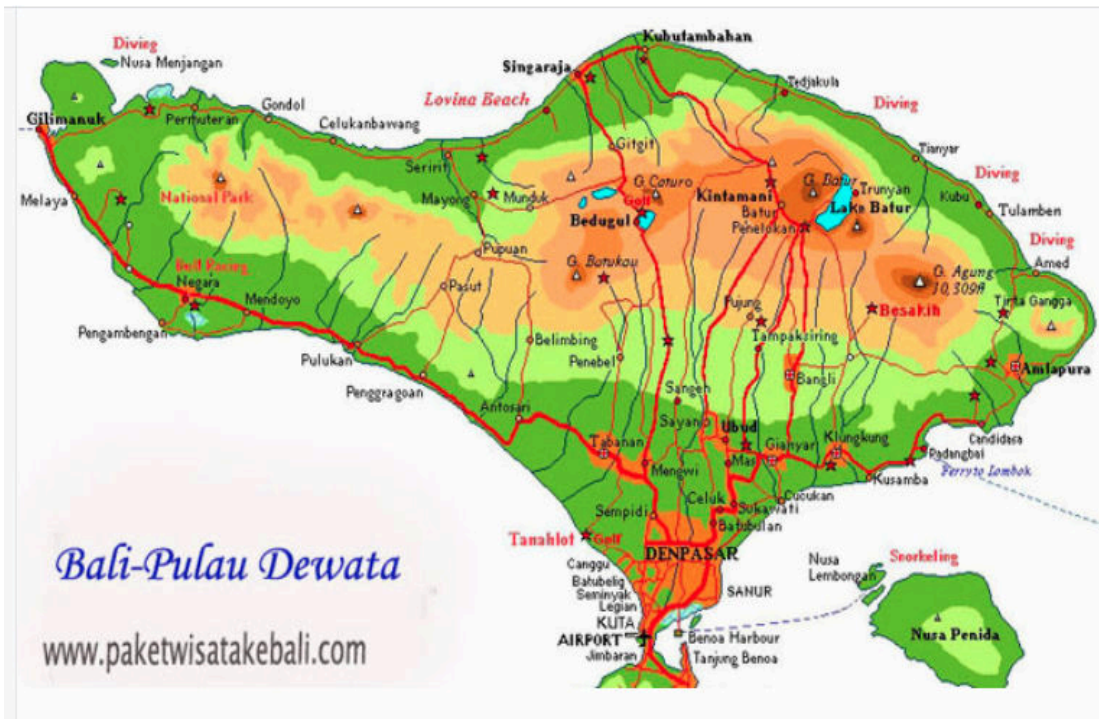 Diving
Nusa Menjangan
Kubutambahan
Singaraja
Tedjakula
Lovina Beach
Diving
Gondol
Gilimanuk
Permuteran
Celukanbawang
Gitgit
Tianyar
Seririt
Diving
National Park
Melaya
Mayong
Munduk
G. Caturo
Golf
Kintamani
G. Batur
Trunyan
Kubu
Lake Batur
Tulamben
Bedugul
Batur
Penelokan
Diving
Pupuan
Bull Racing
Negara
G. Batukau
Amed
G. Agung
10,309ft
Pasut
Mendoyo
Pujung
Besakih
Tirta Gangga
Pengambengan
Tampaksiring
Belimbing
Penebel
Pulukan
Bangli
Amlapura
Penggragoan
Sangeh
Antosari
Sayan
Ubud
Tabanan
Gianyar
Klungkung
Candidasa
Padangbai
Mas
Mengwi
Ferry to Lombok
Kusamba
Celuk
Cucukan
Sukawati
Sempidi
Batubulan
Tanahlot
Golf
DENPASAR
Bali-Pulau Dewata
Canggu
Batubelig
Seminyak
Legian
KUTA
SANUR
Nusa
Lembongan
Snorkeling
AIRPORT
Benoa Harbour
Nusa Penida
www.paketwisatakebali.com
Jimbaran
Tanjung Benoa